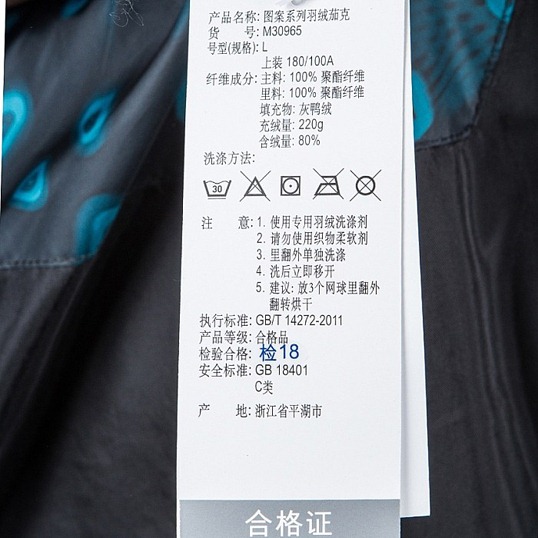 产品名称: 图案系列羽绒茄克
货 号: M30965
号型(规格): L
上装 180/100A
纤维成分: 主料: 100% 聚酯纤维
里料: 100% 聚酯纤维
填充物: 灰鸭绒
充绒量: 220g
含绒量: 80%
洗涤方法:
30
注 意: 1. 使用专用羽绒洗涤剂
2. 请勿使用织物柔软剂
3. 里翻外单独洗涤
4. 洗后立即移开
5. 建议: 放3个网球里翻外
翻转烘干
执行标准: GB/T 14272-2011
产品等级: 合格品
检验合格: 检18
安全标准: GB 18401
C类
产 地: 浙江省平湖市
合格证